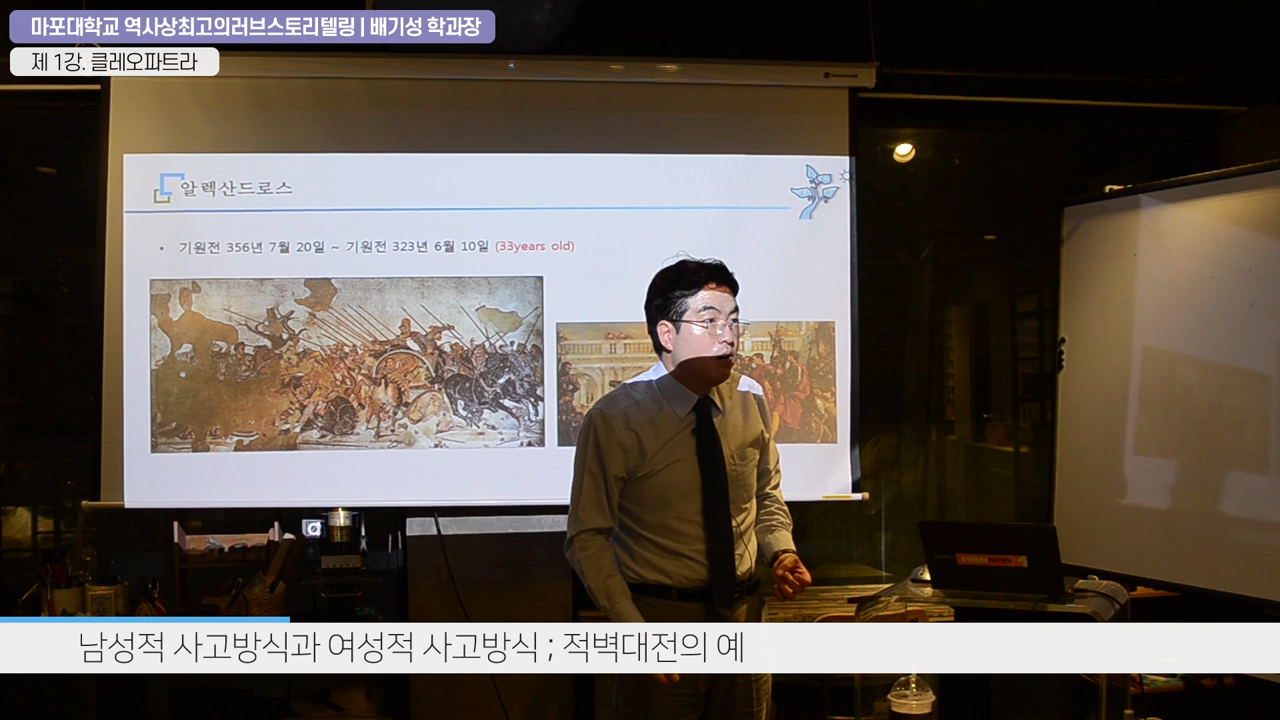 마포대학교 역사상최고의러브스토리텔링 | 배기성 학과장
제 1강. 클레오파트라
알렉산드로스
• 기원전 356년 7월 20일 ~ 기원전 323년 6월 10일 (33years old)
남성적 사고방식과 여성적 사고방식 ; 적벽대전의 예